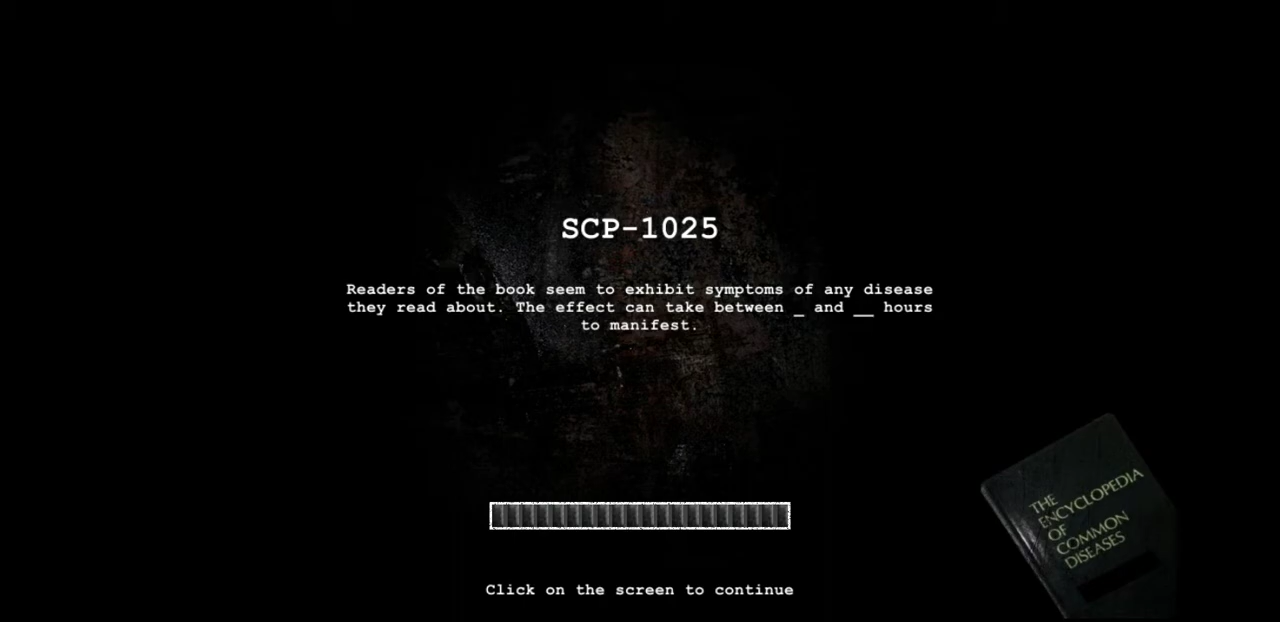 SCP-1025
Readers of the book seem to exhibit symptoms of any disease
they read about. The effect can take between _ and __ hours
to manifest.
THE
ENCYCLOPEDIA
OF
COMMON
DISEASES
Click on the screen to continue